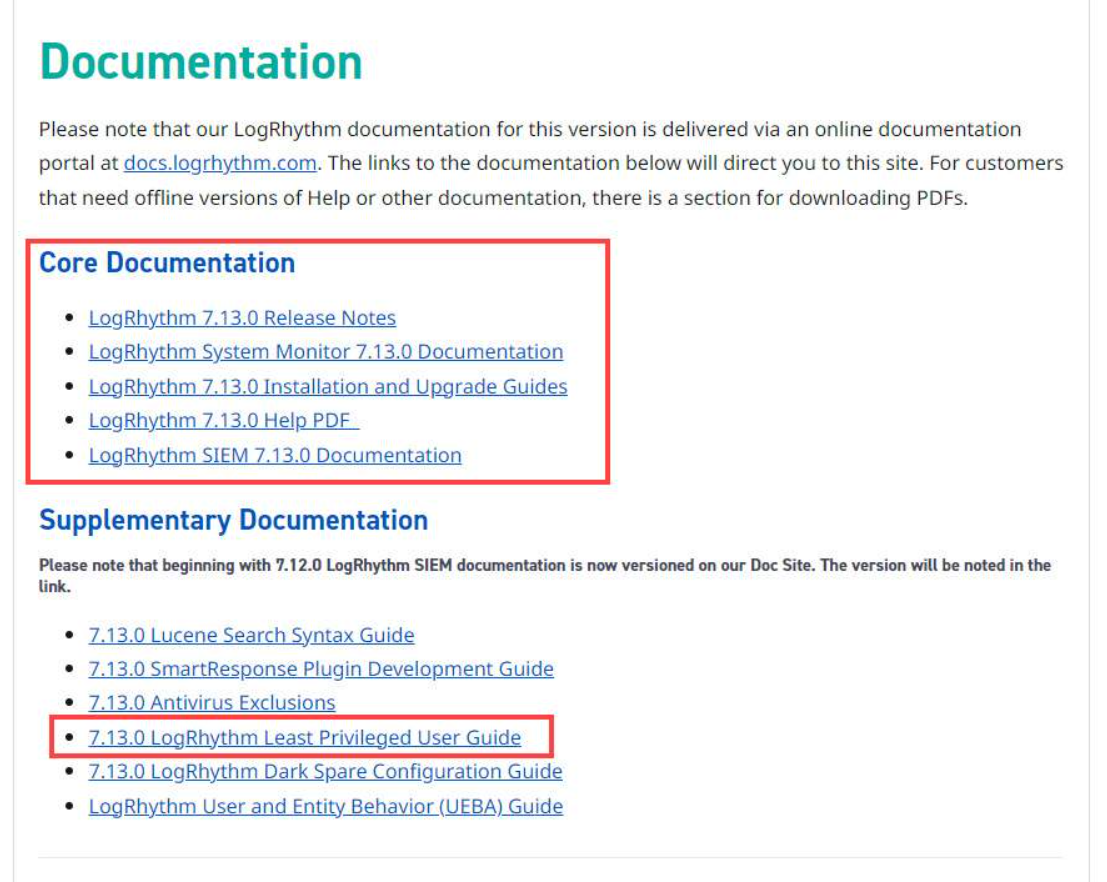 Documentation
Please note that our LogRhythm documentation for this version is delivered via an online documentation
portal at docs.logrhythm.com. The links to the documentation below will direct you to this site. For customers
that need offline versions of Help or other documentation, there is a section for downloading PDFs.
Core Documentation
• LogRhythm 7.13.0 Release Notes
• LogRhythm System Monitor 7.13.0 Documentation
• LogRhythm 7.13.0 Installation and Upgrade Guides
• LogRhythm 7.13.0 Help PDF
• LogRhythm SIEM 7.13.0 Documentation
Supplementary Documentation
Please note that beginning with 7.12.0 LogRhythm SIEM documentation is now versioned on our Doc Site. The version will be noted in the
link.
• 7.13.0 Lucene Search Syntax Guide
• 7.13.0 SmartResponse Plugin Development Guide
• 7.13.0 Antivirus Exclusions
• 7.13.0 LogRhythm Least Privileged User Guide
• 7.13.0 LogRhythm Dark Spare Configuration Guide
• LogRhythm User and Entity Behavior (UEBA) Guide